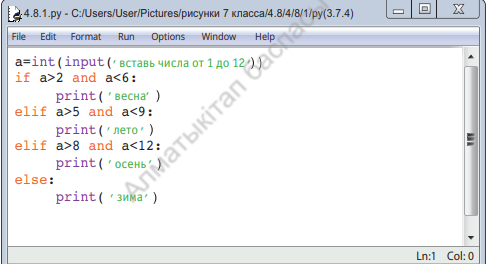 4.8.1.py - C:/Users/User/Pictures/рисунки 7 класса/4.8/4/8/1/py(3.7.4)
File Edit Format Run Options Window Help
a=int(input('вставь числа от 1 до 12'))
if a>2 and a<6:
print('весна')
elif a>5 and a<9:
print('лето')
elif a>8 and a<12:
print('осень')
else:
print('зима')
Алматыкітап баспасы
Ln:1 Col: 0